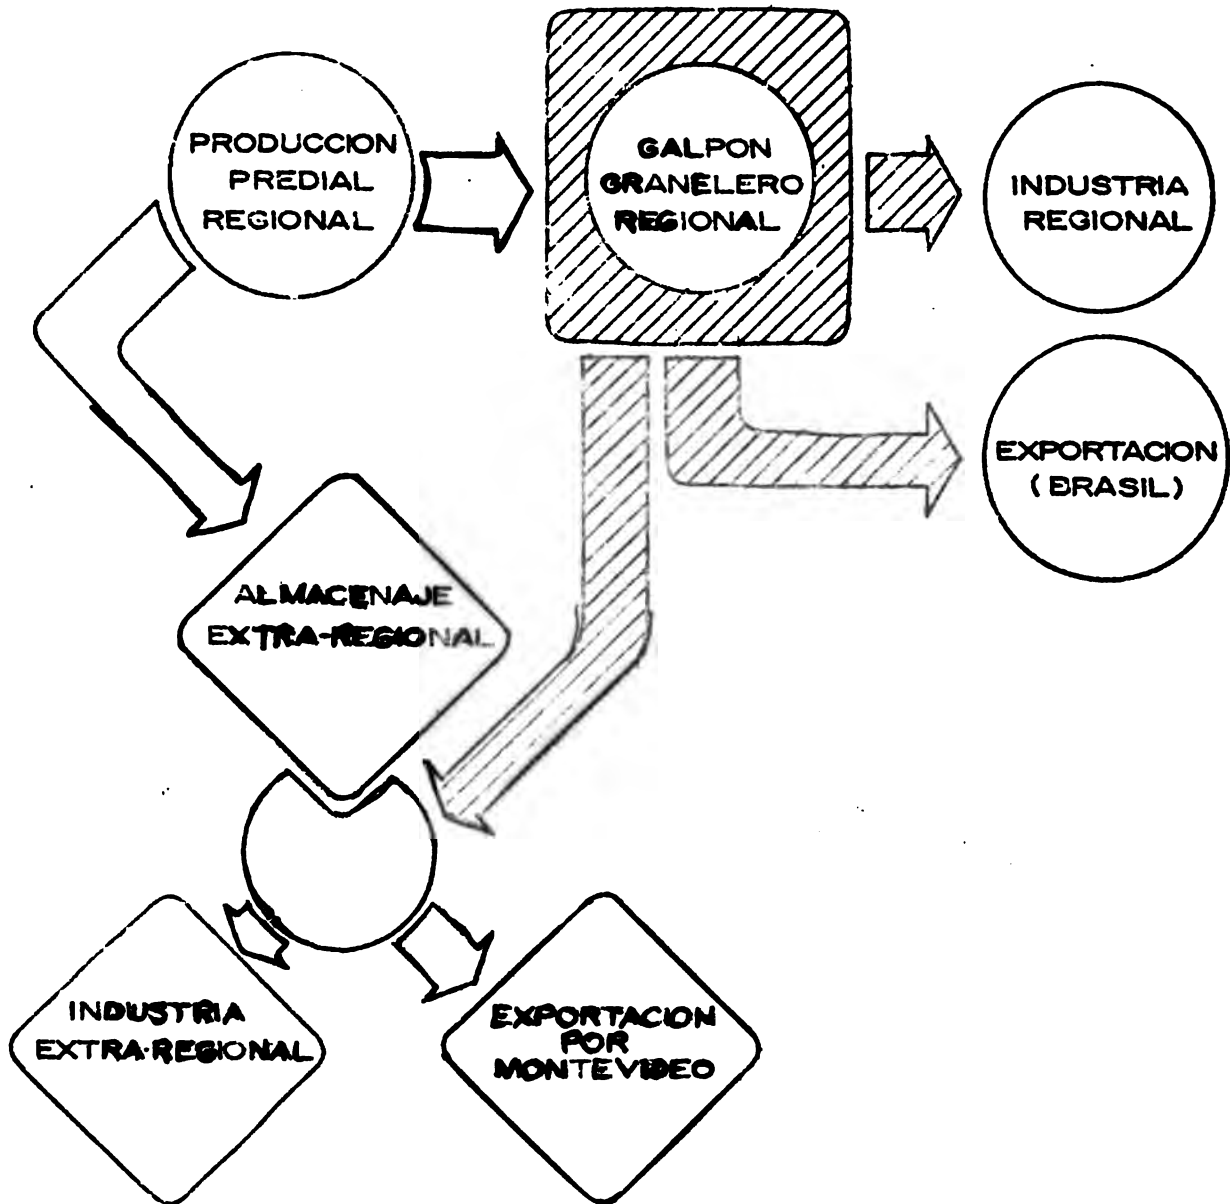 PRODUCCION
PREDIAL
REGIONAL
GALPON
GRANELERO
REGIONAL
INDUSTRIA
REGIONAL
EXPORTACION
(BRASIL)
ALMACENAJE
EXTRA-REGIONAL
INDUSTRIA
EXTRA-REGIONAL
EXPORTACION
POR
MONTEVIDEO